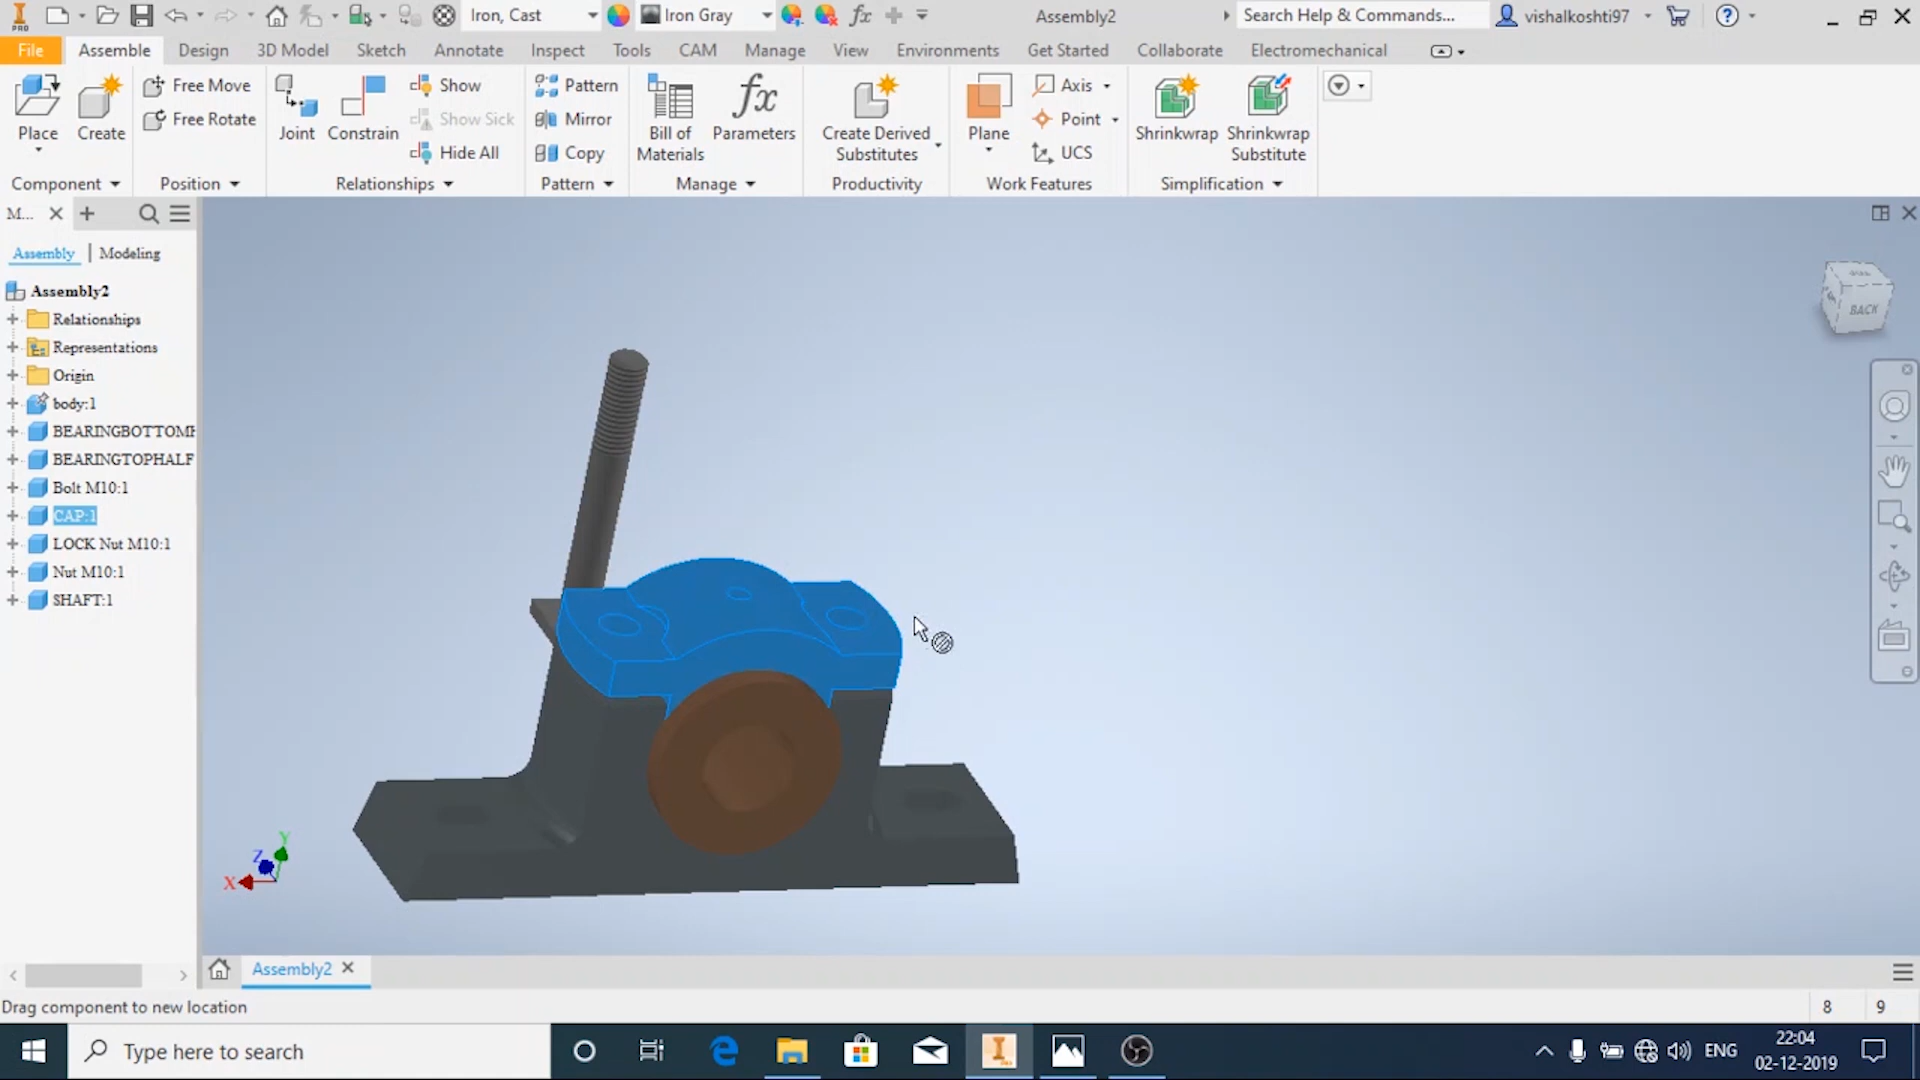 PRO
Iron, Cast
Iron Gray
fx
Assembly2
Search Help & Commands...
vishalkoshti97
File
Assemble
Design
3D Model
Sketch
Annotate
Inspect
Tools
CAM
Manage
View
Environments
Get Started
Collaborate
Electromechanical
Place
Create
Free Move
Free Rotate
Joint
Constrain
Show
Show Sick
Hide All
Pattern
Mirror
Copy
Bill of
Materials
fx
Parameters
Create Derived
Substitutes
Plane
Axis
Point
UCS
Shrinkwrap
Shrinkwrap
Substitute
Component
Position
Relationships
Pattern
Manage
Productivity
Work Features
Simplification
M...
Assembly
Modeling
Assembly2
Relationships
Representations
Origin
body:1
BEARINGBOTTOMH
BEARINGTOPHALF
Bolt M10:1
CAP:1
LOCK Nut M10:1
Nut M10:1
SHAFT:1
BACK
Y
Z
X
Assembly2
Drag component to new location
8
9
Type here to search
ENG
22:04
02-12-2019